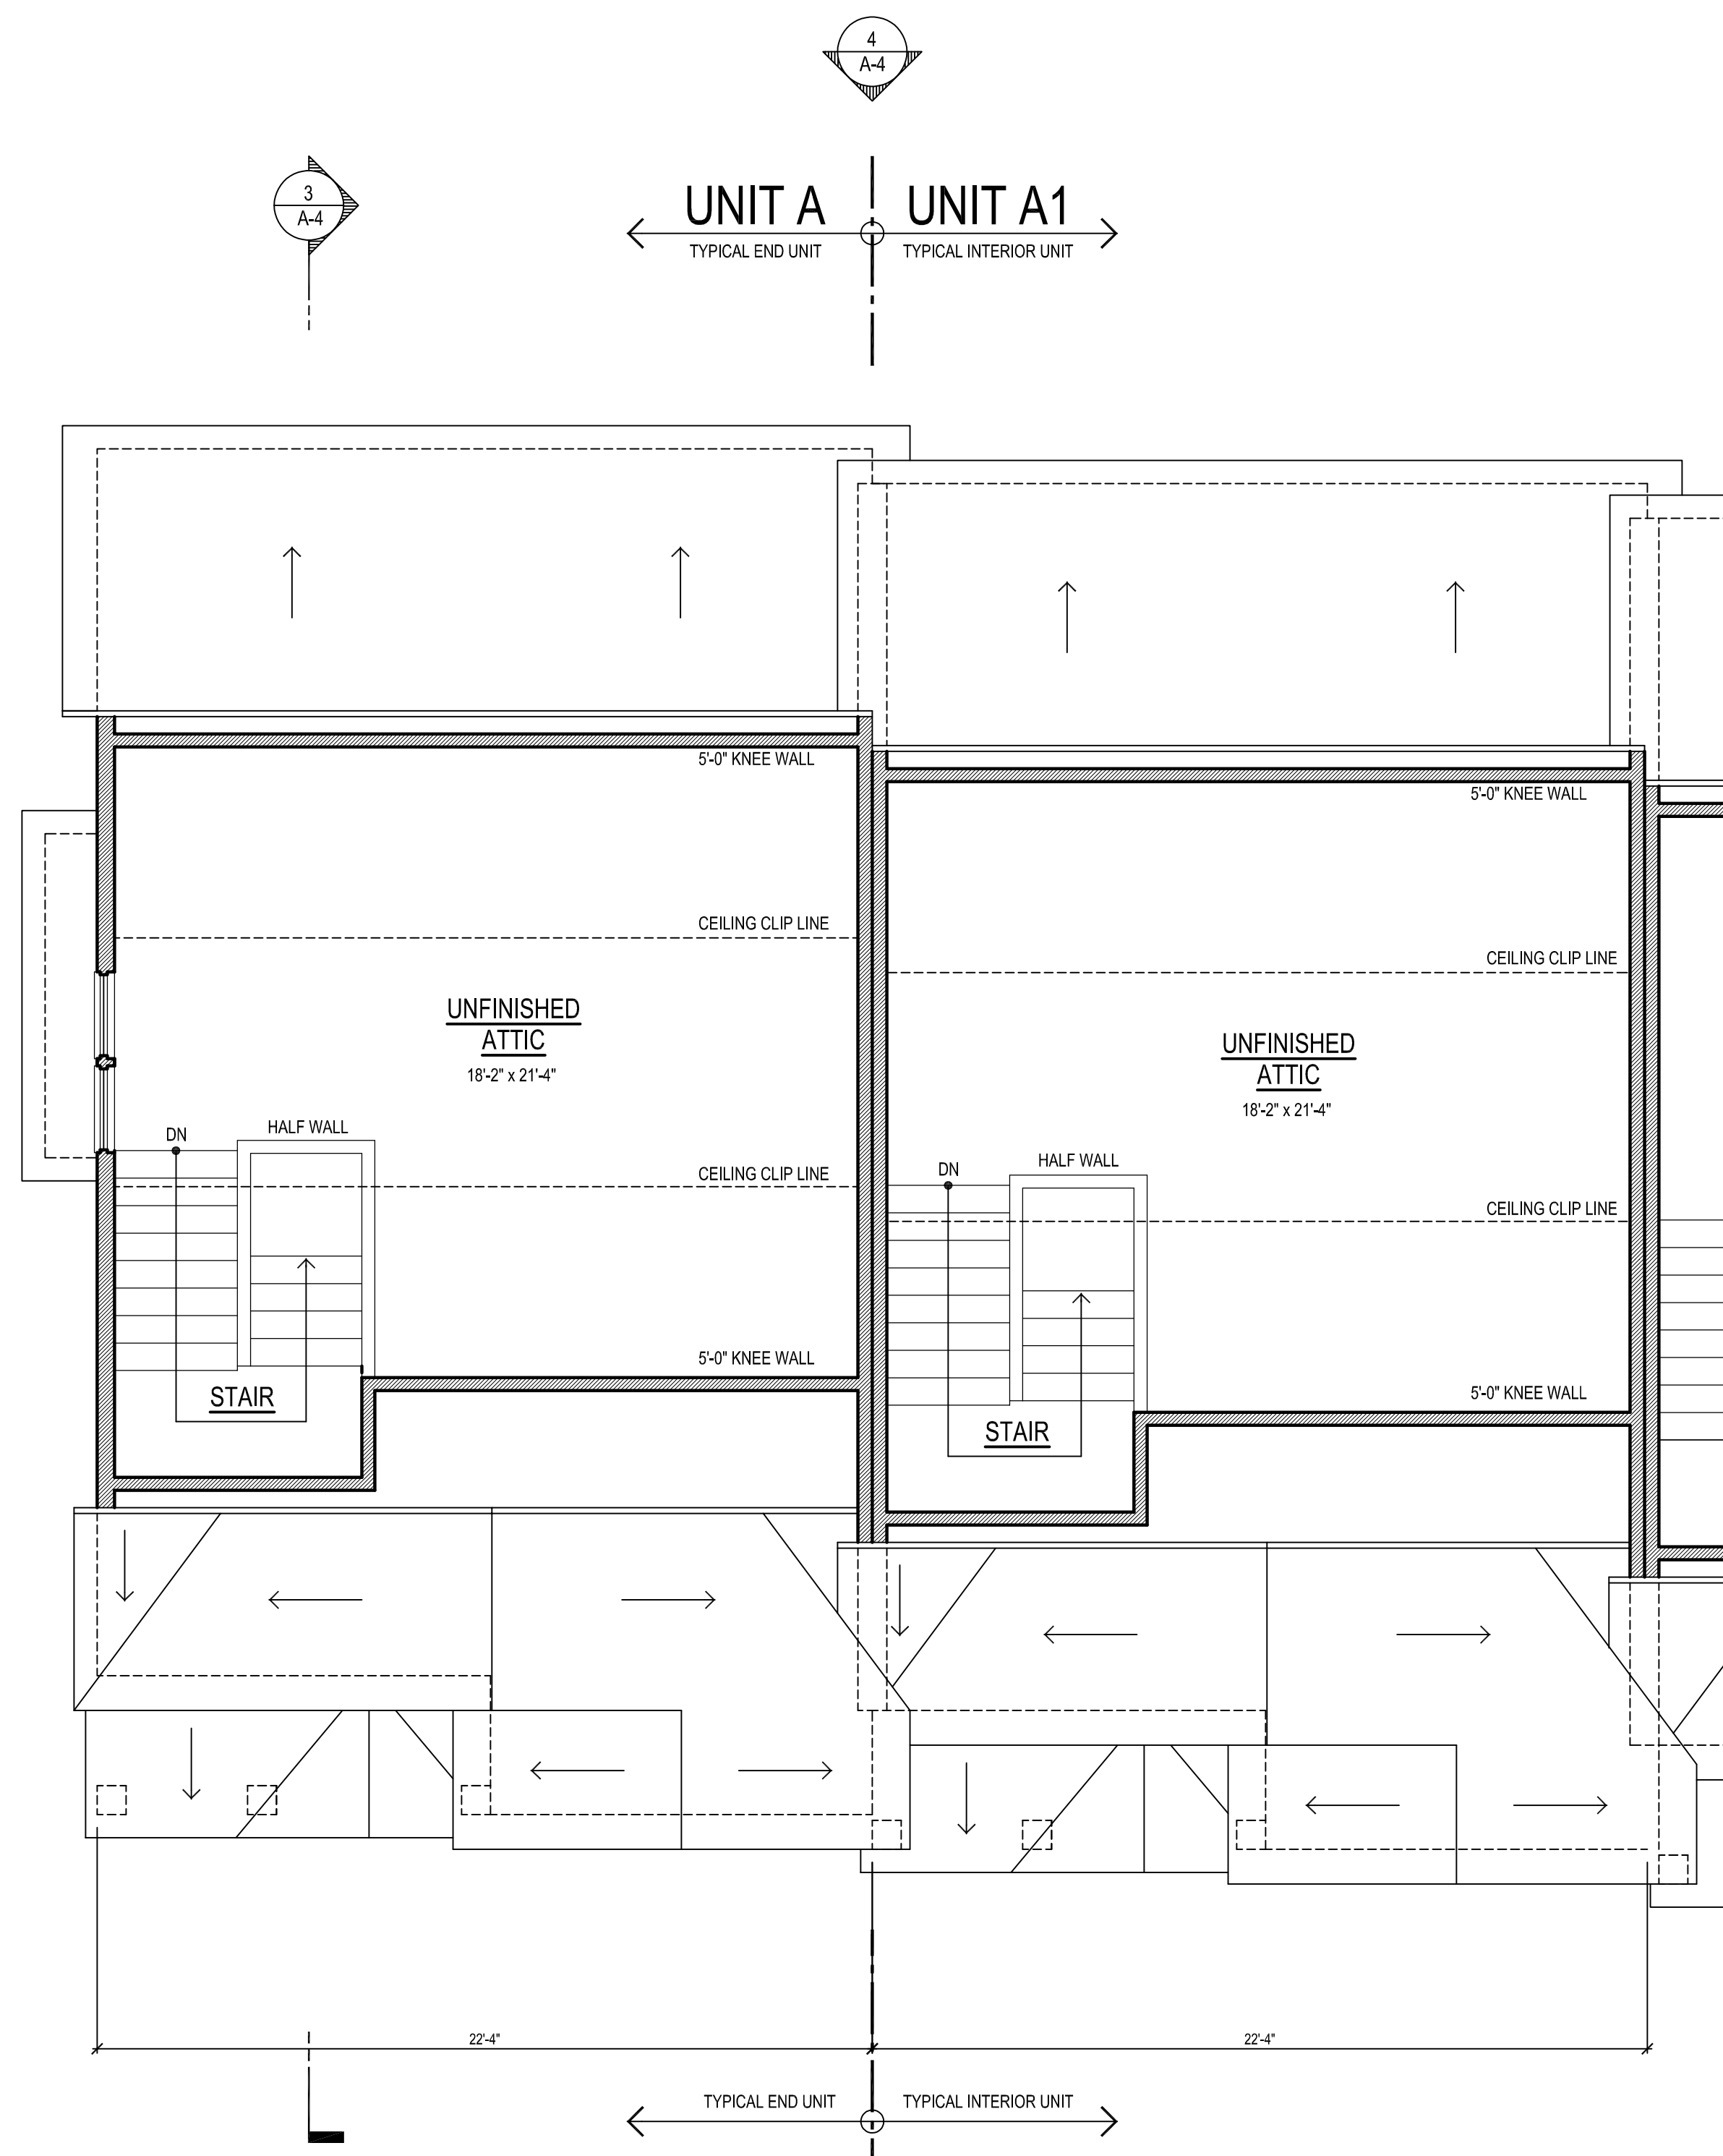 4
A-4
3
A-4
UNIT A
UNIT A1
TYPICAL END UNIT
TYPICAL INTERIOR UNIT
5'-0" KNEE WALL
5'-0" KNEE WALL
CEILING CLIP LINE
CEILING CLIP LINE
UNFINISHED
ATTIC
18'-2" x 21'-4"
UNFINISHED
ATTIC
18'-2" x 21'-4"
DN
HALF WALL
DN
HALF WALL
CEILING CLIP LINE
CEILING CLIP LINE
5'-0" KNEE WALL
5'-0" KNEE WALL
STAIR
STAIR
22'-4"
22'-4"
TYPICAL END UNIT
TYPICAL INTERIOR UNIT